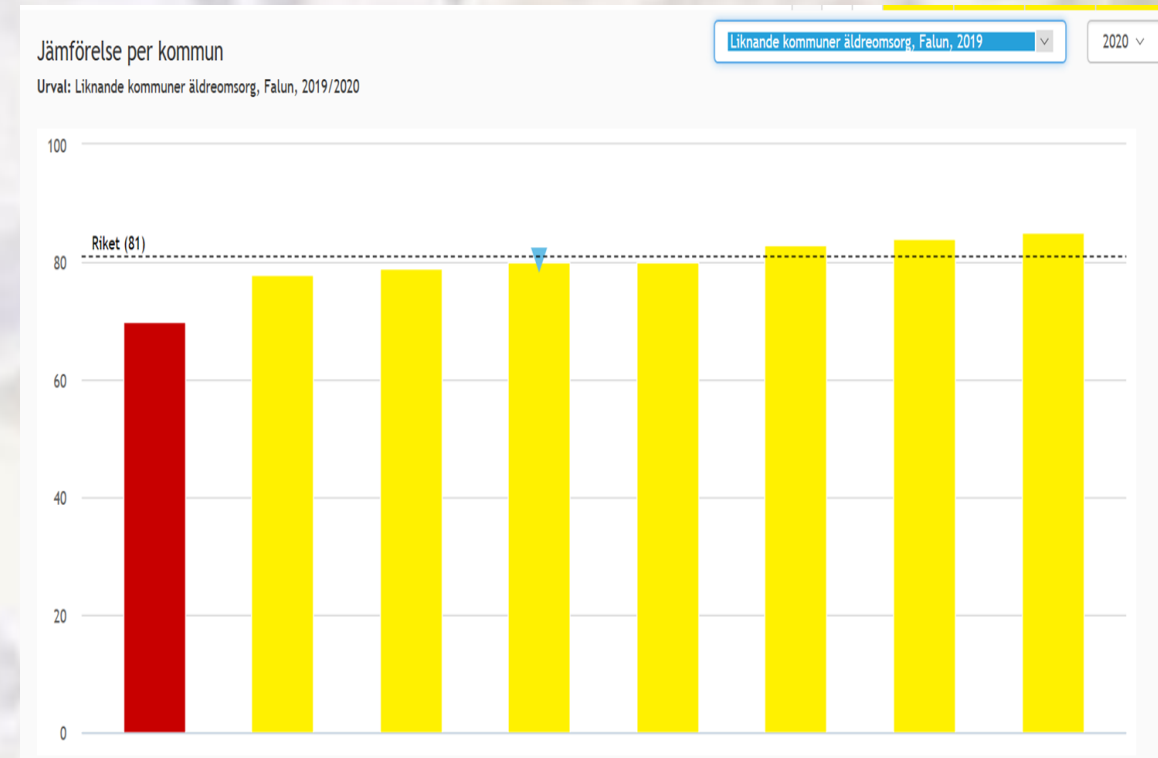 Liknande kommuner äldreomsorg, Falun, 2019
2020
Jämförelse per kommun
Urval: Liknande kommuner äldreomsorg, Falun, 2019/2020
100
Riket (81)
80
60
40
20
0